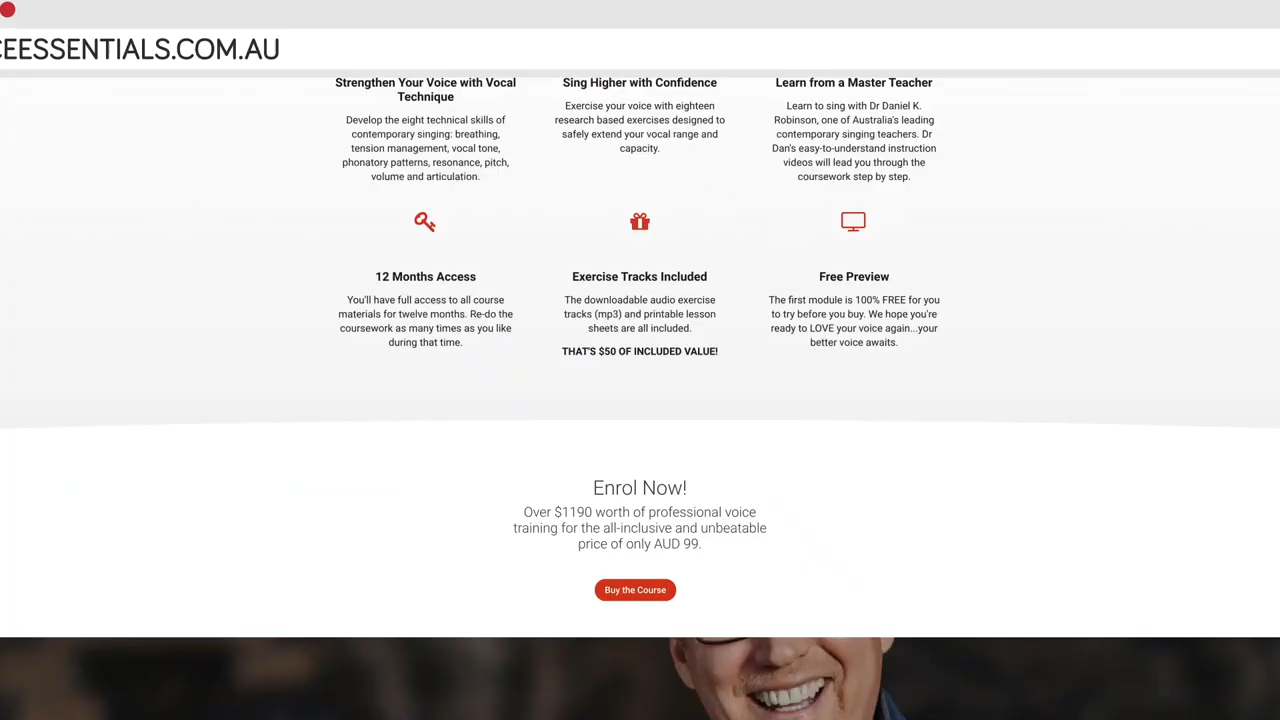 EESSENTIALS.COM.AU
Strengthen Your Voice with Vocal
Technique
Develop the eight technical skills of
contemporary singing: breathing,
tension management, vocal tone,
phonatory patterns, resonance, pitch,
volume and articulation.
Sing Higher with Confidence
Exercise your voice with eighteen
research based exercises designed to
safely extend your vocal range and
capacity.
Learn from a Master Teacher
Learn to sing with Dr Daniel K.
Robinson, one of Australia's leading
contemporary singing teachers. Dr
Dan's easy-to-understand instruction
videos will lead you through the
coursework step by step.
12 Months Access
You'll have full access to all course
materials for twelve months. Re-do the
coursework as many times as you like
during that time.
Exercise Tracks Included
The downloadable audio exercise
tracks (mp3) and printable lesson
sheets are all included.
THAT'S $50 OF INCLUDED VALUE!
Free Preview
The first module is 100% FREE for you
to try before you buy. We hope you're
ready to LOVE your voice again...your
better voice awaits.
Enrol Now!
Over $1190 worth of professional voice
training for the all-inclusive and unbeatable
price of only AUD 99.
Buy the Course